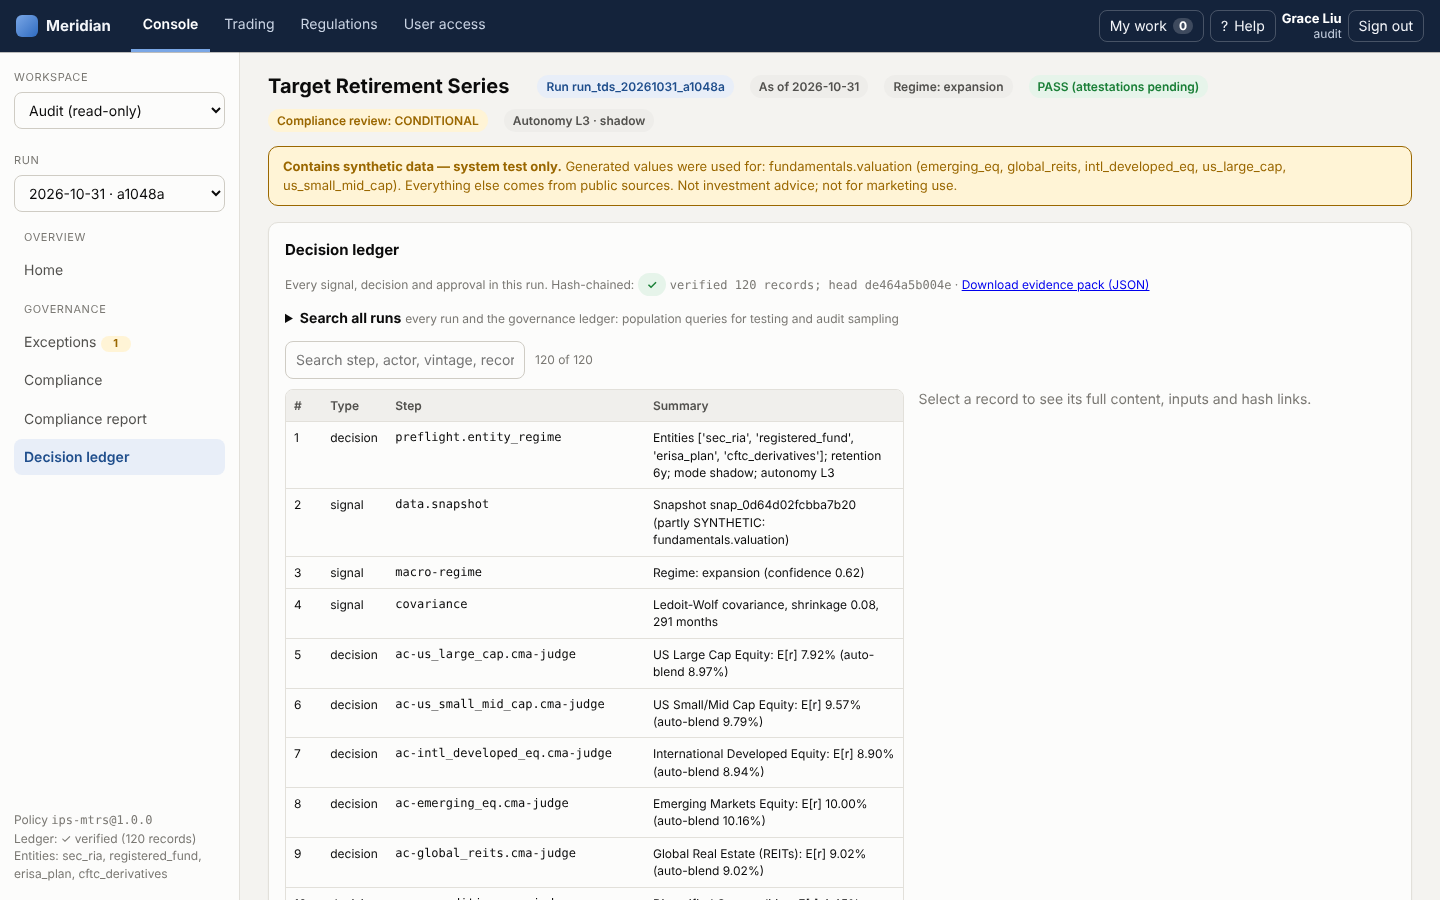 Meridian
Console
Trading
Regulations
User access
My work 0
? Help
Grace Liu
audit
Sign out
WORKSPACE
Audit (read-only)
RUN
2026-10-31 · a1048a
OVERVIEW
Home
GOVERNANCE
Exceptions 1
Compliance
Compliance report
Decision ledger
Policy ips-mtrs@1.0.0
Ledger: ✓ verified (120 records)
Entities: sec_ria, registered_fund,
erisa_plan, cftc_derivatives
Target Retirement Series
Run run_tds_20261031_a1048a
As of 2026-10-31
Regime: expansion
PASS (attestations pending)
Compliance review: CONDITIONAL
Autonomy L3 · shadow
Contains synthetic data — system test only. Generated values were used for: fundamentals.valuation (emerging_eq, global_reits, intl_developed_eq, us_large_cap,
us_small_mid_cap). Everything else comes from public sources. Not investment advice; not for marketing use.
Decision ledger
Every signal, decision and approval in this run. Hash-chained: ✓ verified 120 records; head de464a5b004e · Download evidence pack (JSON)
▶ Search all runs every run and the governance ledger: population queries for testing and audit sampling
Search step, actor, vintage, recor
120 of 120
# Type Step Summary
1 decision preflight.entity_regime Entities ['sec_ria', 'registered_fund',
'erisa_plan', 'cftc_derivatives']; retention
6y; mode shadow; autonomy L3
2 signal data.snapshot Snapshot snap_0d64d02fcbba7b20
(partly SYNTHETIC:
fundamentals.valuation)
3 signal macro-regime Regime: expansion (confidence 0.62)
4 signal covariance Ledoit-Wolf covariance, shrinkage 0.08,
291 months
5 decision ac-us_large_cap.cma-judge US Large Cap Equity: E[r] 7.92% (auto-
blend 8.97%)
6 decision ac-us_small_mid_cap.cma-judge US Small/Mid Cap Equity: E[r] 9.57%
(auto-blend 9.79%)
7 decision ac-intl_developed_eq.cma-judge International Developed Equity: E[r] 8.90%
(auto-blend 8.94%)
8 decision ac-emerging_eq.cma-judge Emerging Markets Equity: E[r] 10.00%
(auto-blend 10.16%)
9 decision ac-global_reits.cma-judge Global Real Estate (REITs): E[r] 9.02%
(auto-blend 9.02%)
Select a record to see its full content, inputs and hash links.